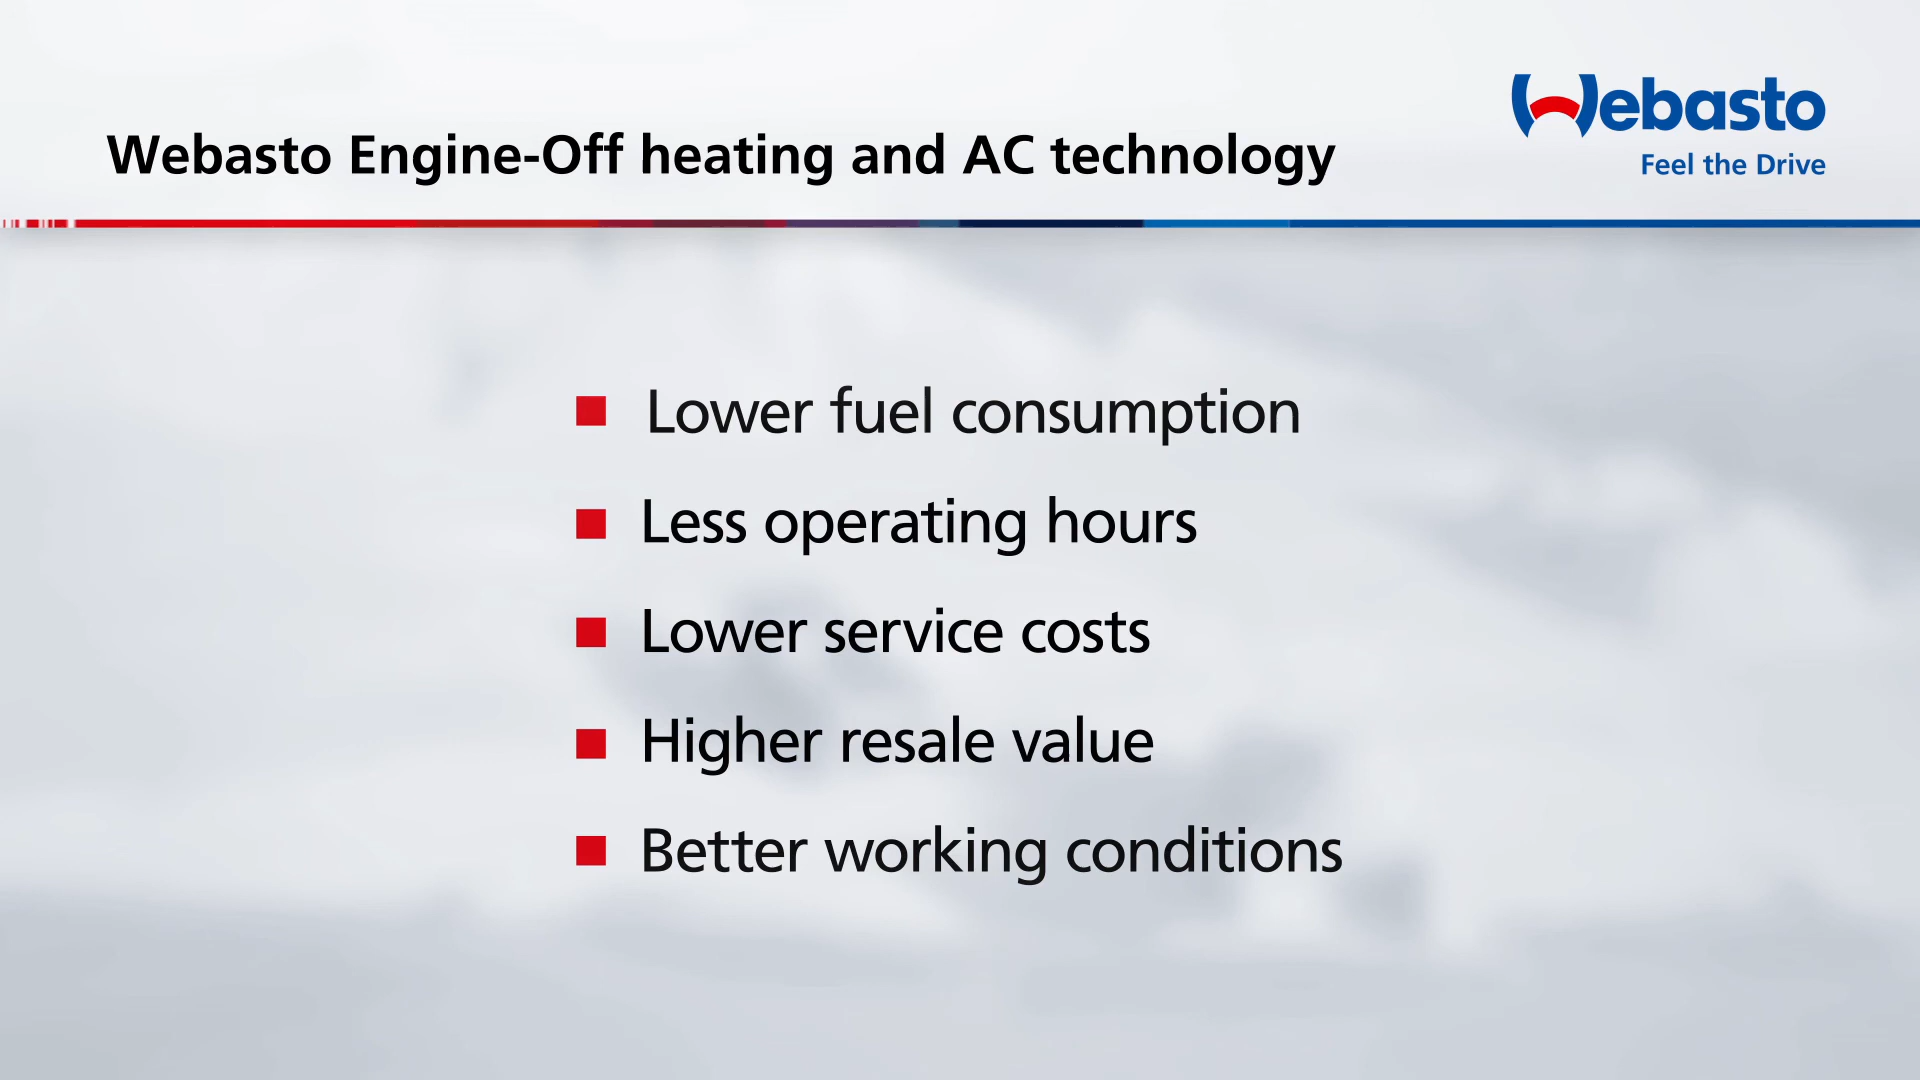 Webasto
Feel the Drive
Webasto Engine-Off heating and AC technology
Lower fuel consumption
Less operating hours
Lower service costs
Higher resale value
Better working conditions